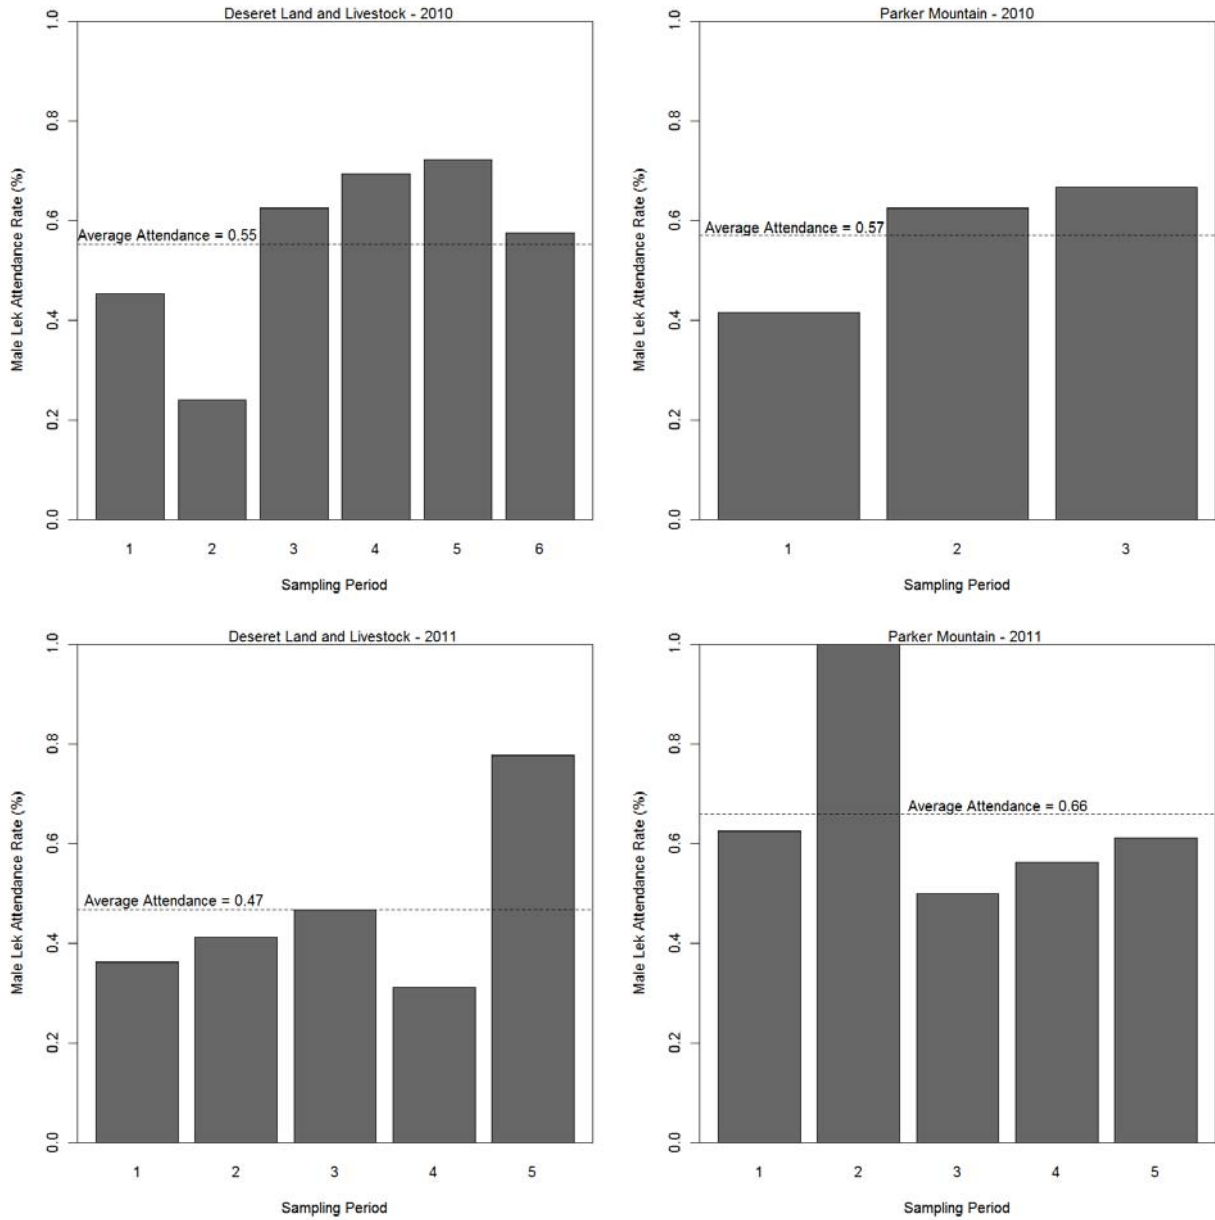 Deseret Land and Livestock - 2010
Male Lek Attendance Rate (%)
1.0
0.8
0.6
0.4
0.2
0.0
Average Attendance = 0.55
1 2 3 4 5 6
Sampling Period
Parker Mountain - 2010
Male Lek Attendance Rate (%)
1.0
0.8
0.6
0.4
0.2
0.0
Average Attendance = 0.57
1 2 3
Sampling Period
Deseret Land and Livestock - 2011
Male Lek Attendance Rate (%)
1.0
0.8
0.6
0.4
0.2
0.0
Average Attendance = 0.47
1 2 3 4 5
Sampling Period
Parker Mountain - 2011
Male Lek Attendance Rate (%)
1.0
0.8
0.6
0.4
0.2
0.0
Average Attendance = 0.66
1 2 3 4 5
Sampling Period